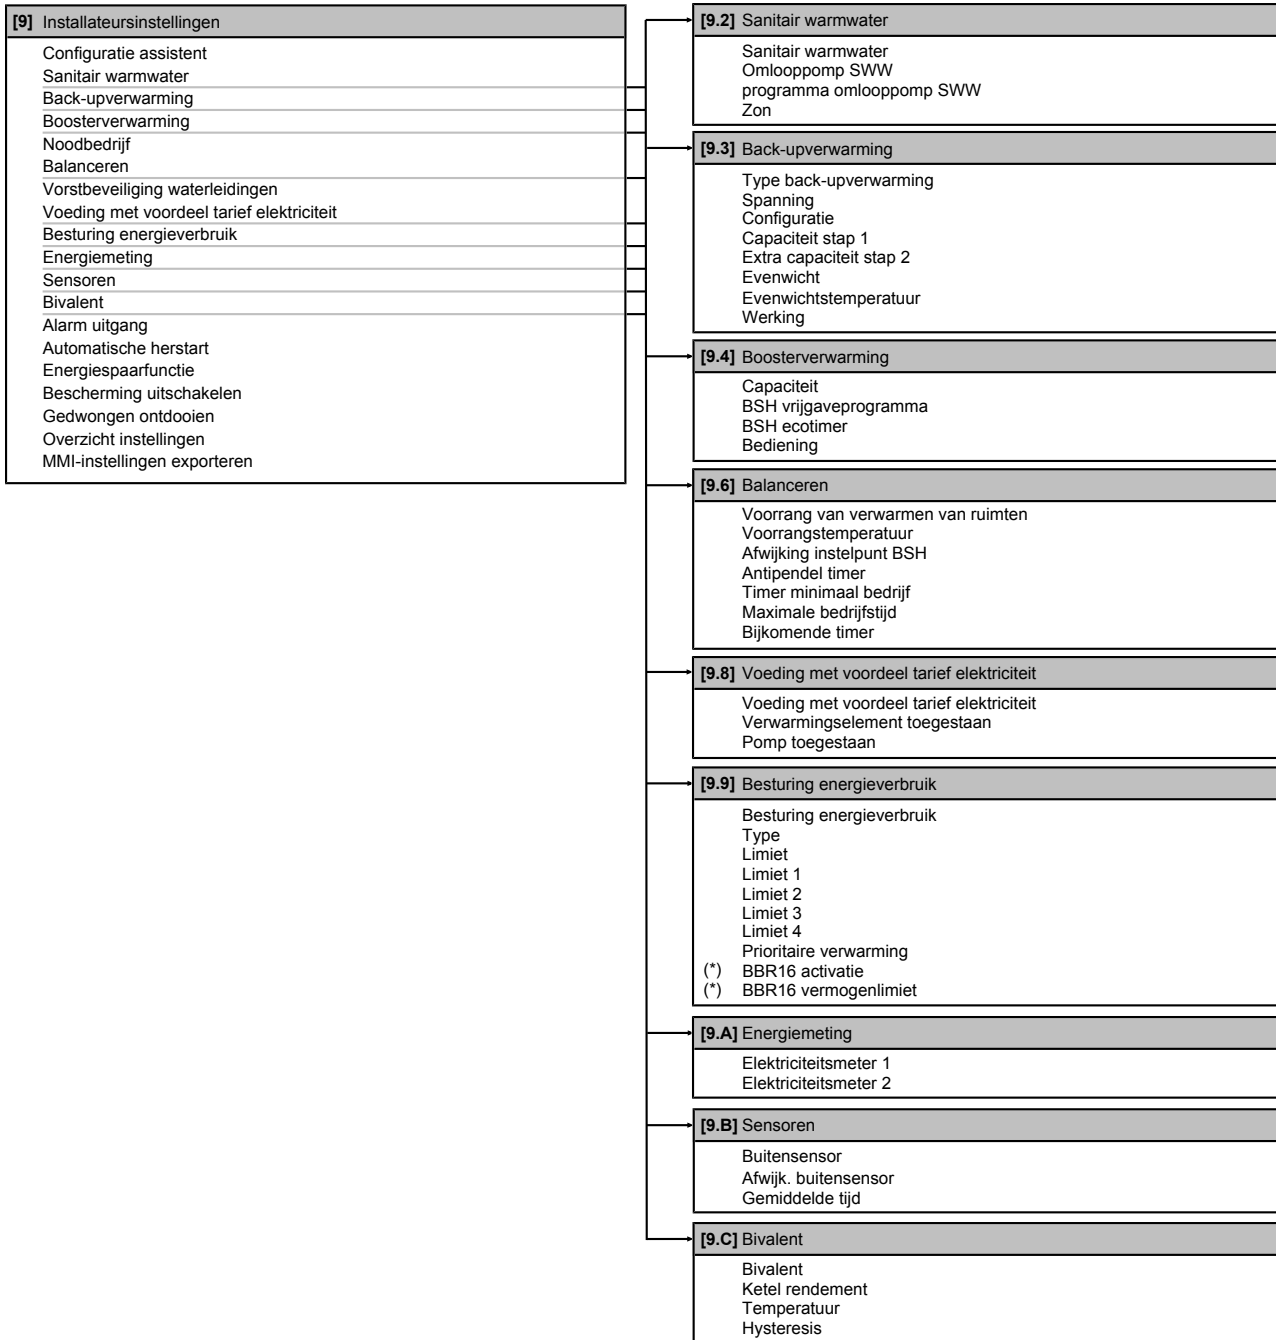 [9] Installateursinstellingen
Configuratie assistent
Sanitair warmwater
Back-upverwarming
Boosterverwarming
Noodbedrijf
Balanceren
Vorstbeveiliging waterleidingen
Voeding met voordeel tarief elektriciteit
Besturing energieverbruik
Energiemeting
Sensoren
Bivalent
Alarm uitgang
Automatische herstart
Energiespaarfunctie
Bescherming uitschakelen
Gedwongen ontdooien
Overzicht instellingen
MMI-instellingen exporteren
[9.2] Sanitair warmwater
Sanitair warmwater
Omlooppomp SWW
programma omlooppomp SWW
Zon
[9.3] Back-upverwarming
Type back-upverwarming
Spanning
Configuratie
Capaciteit stap 1
Extra capaciteit stap 2
Evenwicht
Evenwichtstemperatuur
Werking
[9.4] Boosterverwarming
Capaciteit
BSH vrijgaveprogramma
BSH ecotimer
Bediening
[9.6] Balanceren
Voorrang van verwarmen van ruimten
Voorrangstemperatuur
Afwijking instelpunt BSH
Antipendel timer
Timer minimaal bedrijf
Maximale bedrijfstijd
Bijkomende timer
[9.8] Voeding met voordeel tarief elektriciteit
Voeding met voordeel tarief elektriciteit
Verwarmingselement toegestaan
Pomp toegestaan
[9.9] Besturing energieverbruik
Besturing energieverbruik
Type
Limiet
Limiet 1
Limiet 2
Limiet 3
Limiet 4
Prioritaire verwarming
(*) BBR16 activatie
(*) BBR16 vermogenlimiet
[9.A] Energiemeting
Elektriciteitsmeter 1
Elektriciteitsmeter 2
[9.B] Sensoren
Buitensensor
Afwijk. buitensensor
Gemiddelde tijd
[9.C] Bivalent
Bivalent
Ketel rendement
Temperatuur
Hysteresis